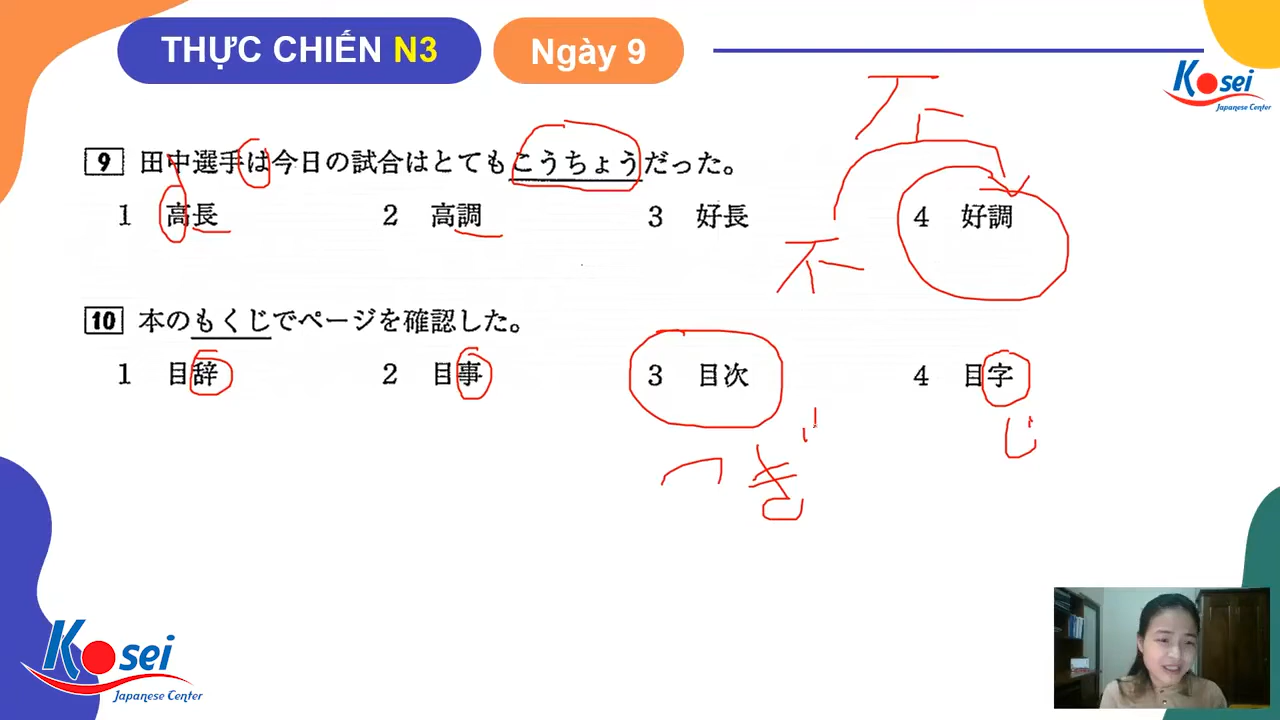 THỰC CHIẾN N3
Ngày 9
Kosei
Japanese Center
9 田中選手は今日の試合はとてもこうちょうだった。
1 高長 2 高調 3 好長 4 好調
不
不
10 本のもくじでページを確認した。
1 目辞 2 目事 3 目次 4 目字
つぎ
じ
Kosei
Japanese Center